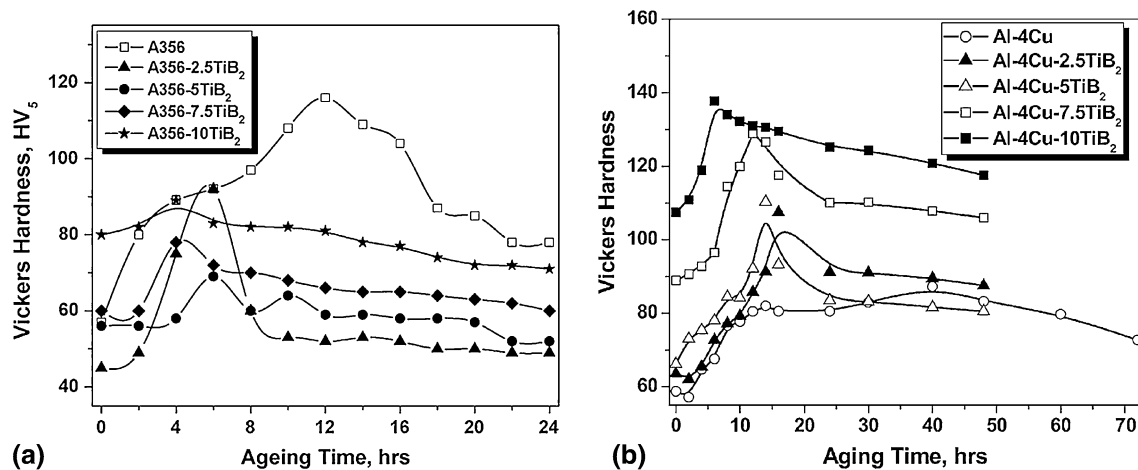 A356
A356-2.5TiB₂
A356-5TiB₂
A356-7.5TiB₂
A356-10TiB₂
120
100
80
60
40
Vickers Hardness, HV₅
0 4 8 12 16 20 24
Ageing Time, hrs
(a)
Al-4Cu
Al-4Cu-2.5TiB₂
Al-4Cu-5TiB₂
Al-4Cu-7.5TiB₂
Al-4Cu-10TiB₂
160
140
120
100
80
60
Vickers Hardness
0 10 20 30 40 50 60 70
Aging Time, hrs
(b)